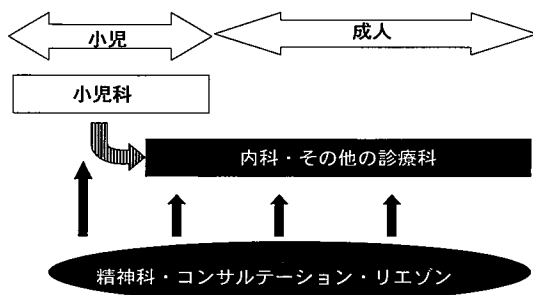 小児
成人
小児科
内科・その他の診療科
精神科・コンサルテーション・リエゾン